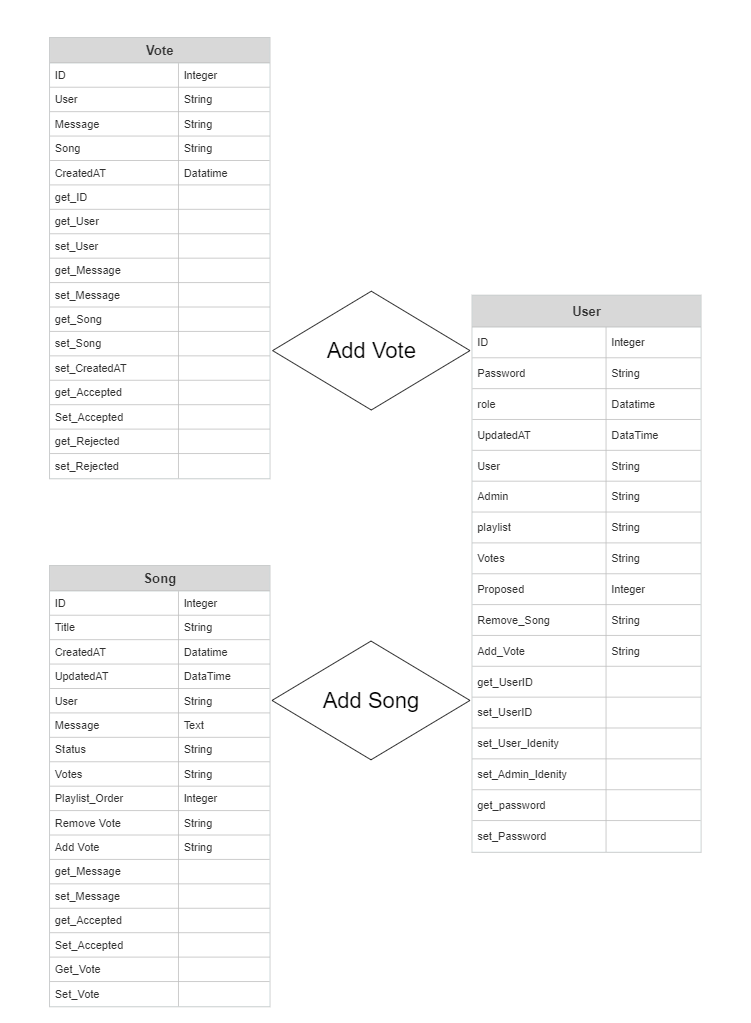 Vote
ID Integer
User String
Message String
Song String
CreatedAT Datatime
get_ID
get_User
set_User
get_Message
set_Message
get_Song
set_Song
set_CreatedAT
get_Accepted
Set_Accepted
get_Rejected
set_Rejected
Add Vote
User
ID Integer
Password String
role Datatime
UpdatedAT DataTime
User String
Admin String
playlist String
Votes String
Proposed Integer
Remove_Song String
Add_Vote String
get_UserID
set_UserID
set_User_Idenity
set_Admin_Idenity
get_password
set_Password
Song
ID Integer
Title String
CreatedAT Datatime
UpdatedAT DataTime
User String
Message Text
Status String
Votes String
Playlist_Order Integer
Remove Vote String
Add Vote String
get_Message
set_Message
get_Accepted
Set_Accepted
Get_Vote
Set_Vote
Add Song